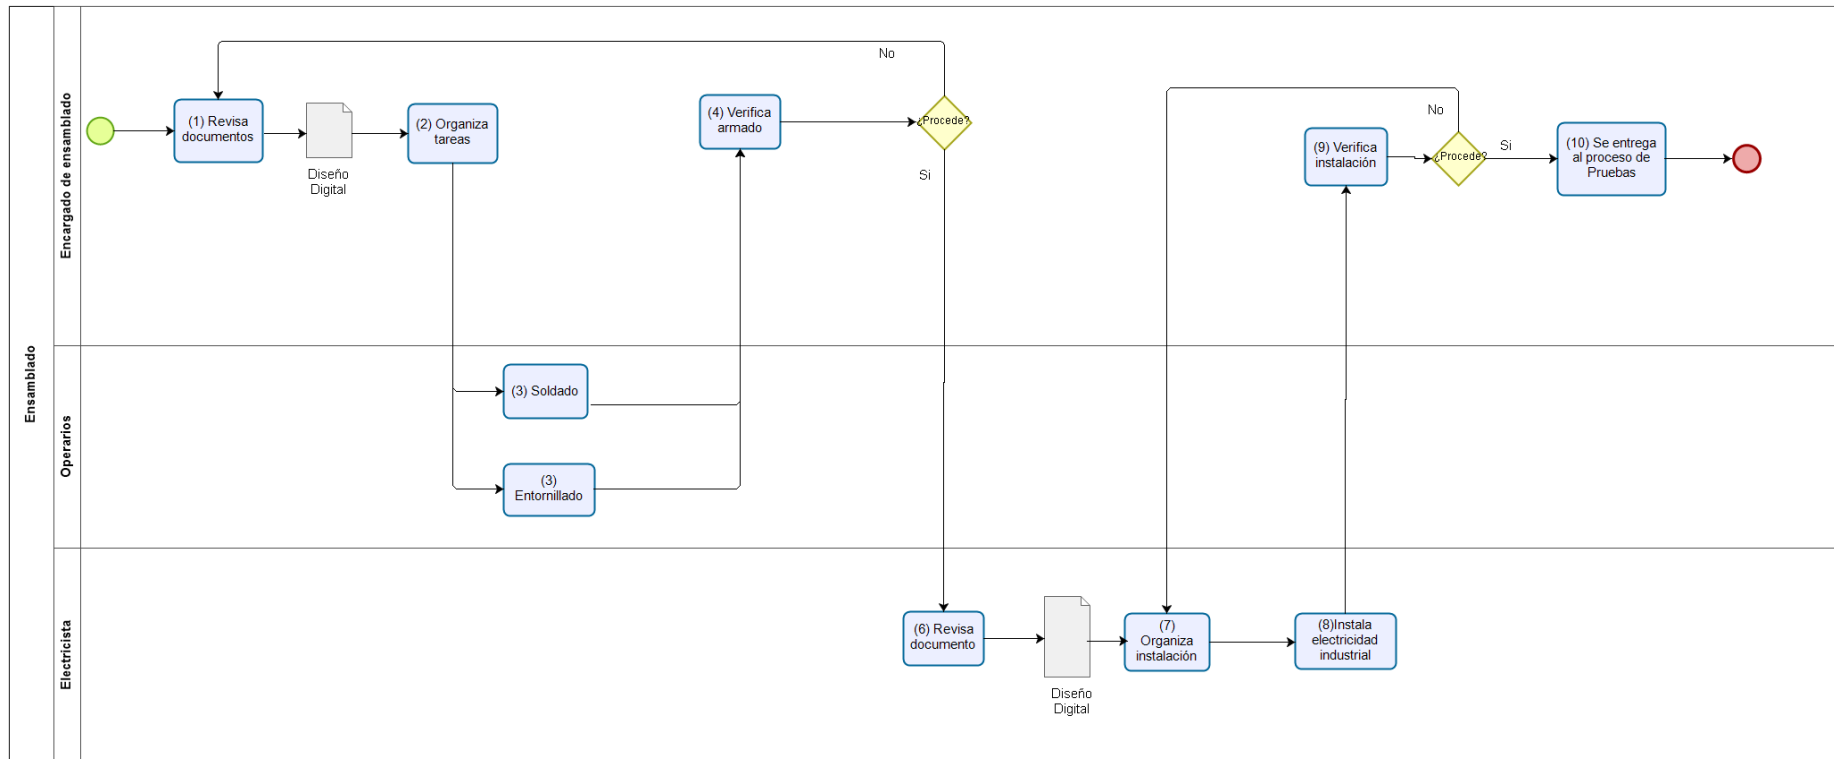 Ensamblado
Encargado de ensamblado
(1) Revisa
documentos
Diseño
Digital
(2) Organiza
tareas
(4) Verifica
armado
¿Procede?
No
Si
(9) Verifica
instalación
¿Procede?
No
Si
(10) Se entrega
al proceso de
Pruebas
Operarios
(3) Soldado
(3)
Entornillado
Electricista
(6) Revisa
documento
Diseño
Digital
(7)
Organiza
instalación
(8)Instala
electricidad
industrial